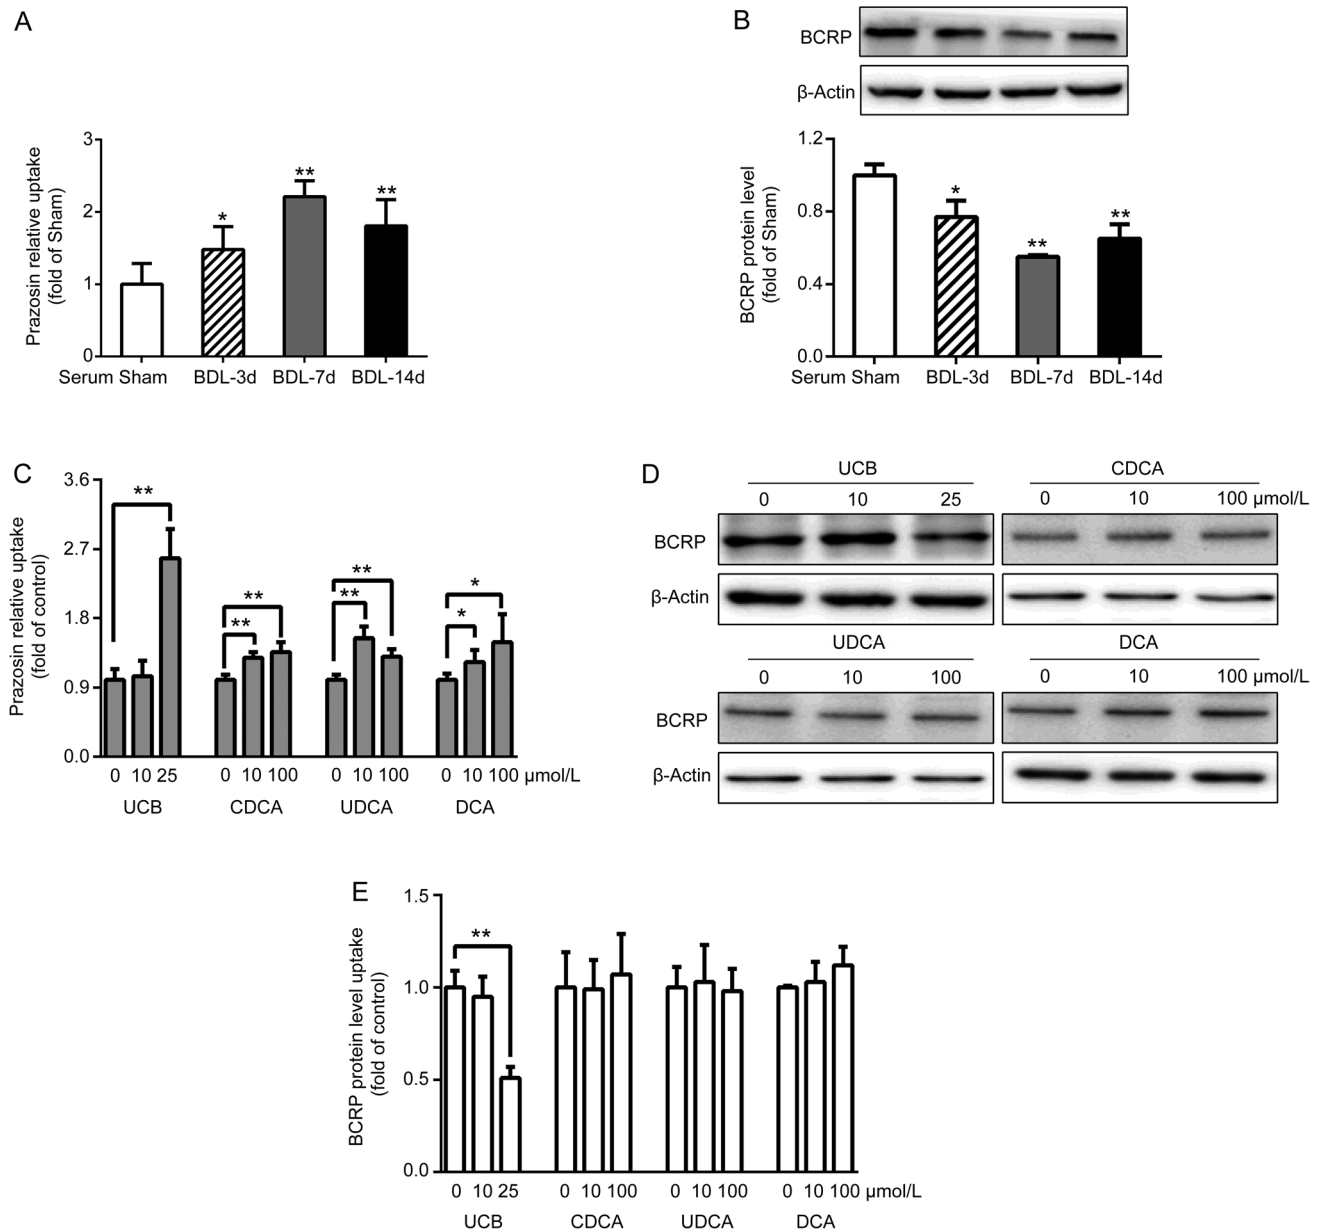 A
Prazosin relative uptake
(fold of Sham)
3
2
1
0
*
**
**
Serum Sham BDL-3d BDL-7d BDL-14d
B
BCRP
β-Actin
BCRP protein level
(fold of Sham)
1.2
0.8
0.4
0.0
*
**
**
Serum Sham BDL-3d BDL-7d BDL-14d
C
Prazosin relative uptake
(fold of control)
3.6
2.7
1.8
0.9
0.0
**
**
**
**
**
*
*
0 10 25 0 10 100 0 10 100 0 10 100 μmol/L
UCB CDCA UDCA DCA
D
UCB CDCA
0 10 25 0 10 100 μmol/L
BCRP
β-Actin
UDCA DCA
0 10 100 0 10 100 μmol/L
BCRP
β-Actin
E
BCRP protein level uptake
(fold of control)
1.5
1.0
0.5
0.0
**
0 10 25 0 10 100 0 10 100 0 10 100 μmol/L
UCB CDCA UDCA DCA